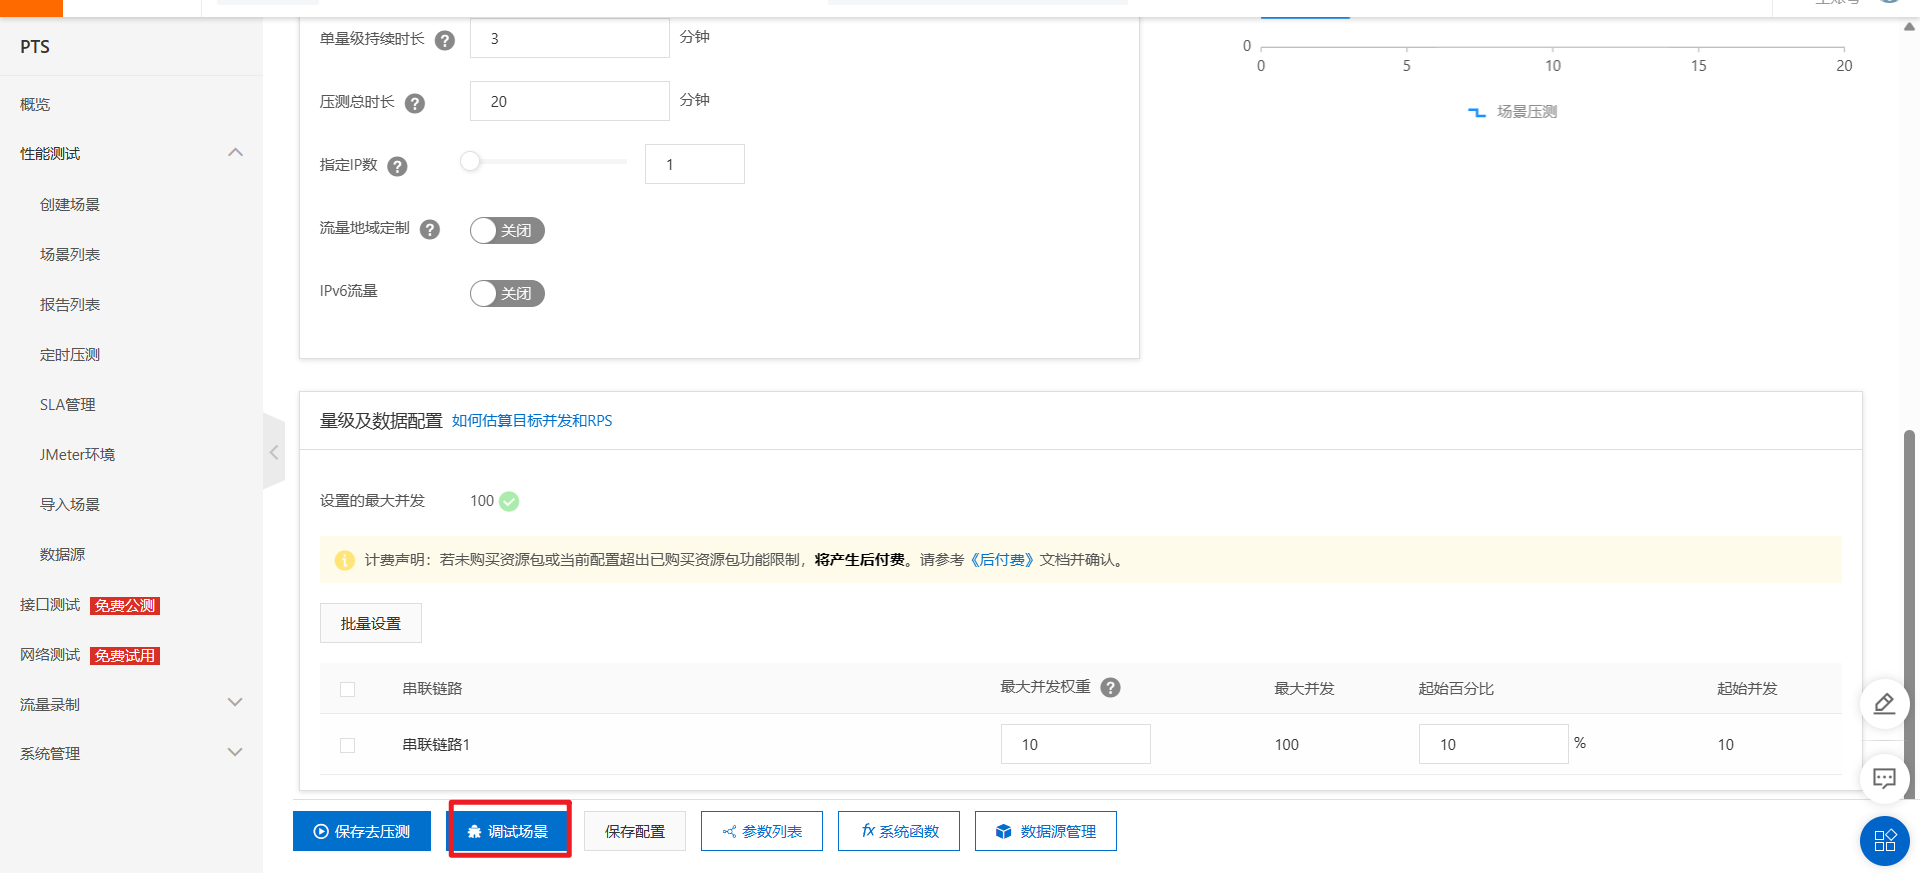 PTS
概览
性能测试
创建场景
场景列表
报告列表
定时压测
SLA管理
JMeter环境
导入场景
数据源
接口测试 免费公测
网络测试 免费试用
流量录制
系统管理
单量级持续时长 ? 3 分钟
压测总时长 ? 20 分钟
指定IP数 ? 1
流量地域定制 ? 关闭
IPv6流量 关闭
0
0 5 10 15 20
场景压测
量级及数据配置 如何估算目标并发和RPS
设置的最大并发 100
计费声明：若未购买资源包或当前配置超出已购买资源包功能限制，将产生后付费。请参考《后付费》文档并确认。
批量设置
串联链路 最大并发权重 ? 最大并发 起始百分比 起始并发
串联链路1 10 100 10 % 10
保存去压测 调试场景 保存配置 参数列表 fx 系统函数 数据源管理